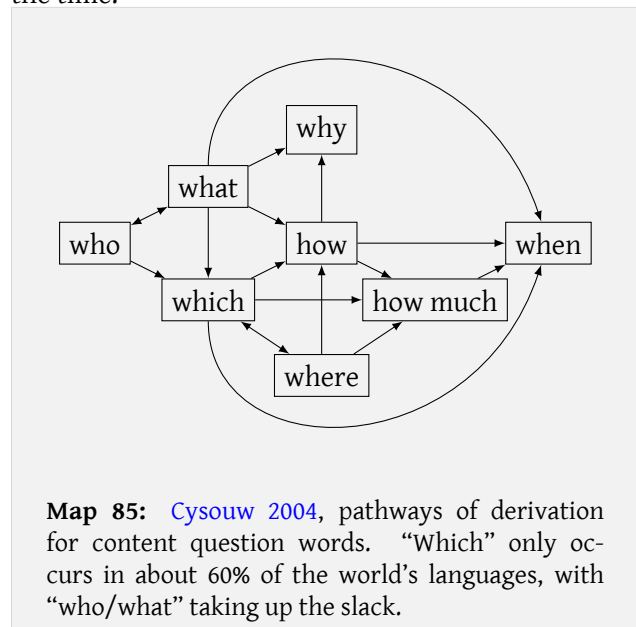 the time.
why
what
who
how
when
which
how much
where
Map 85: Cysouw 2004, pathways of derivation
for content question words. “Which” only oc-
curs in about 60% of the world’s languages, with
“who/what” taking up the slack.